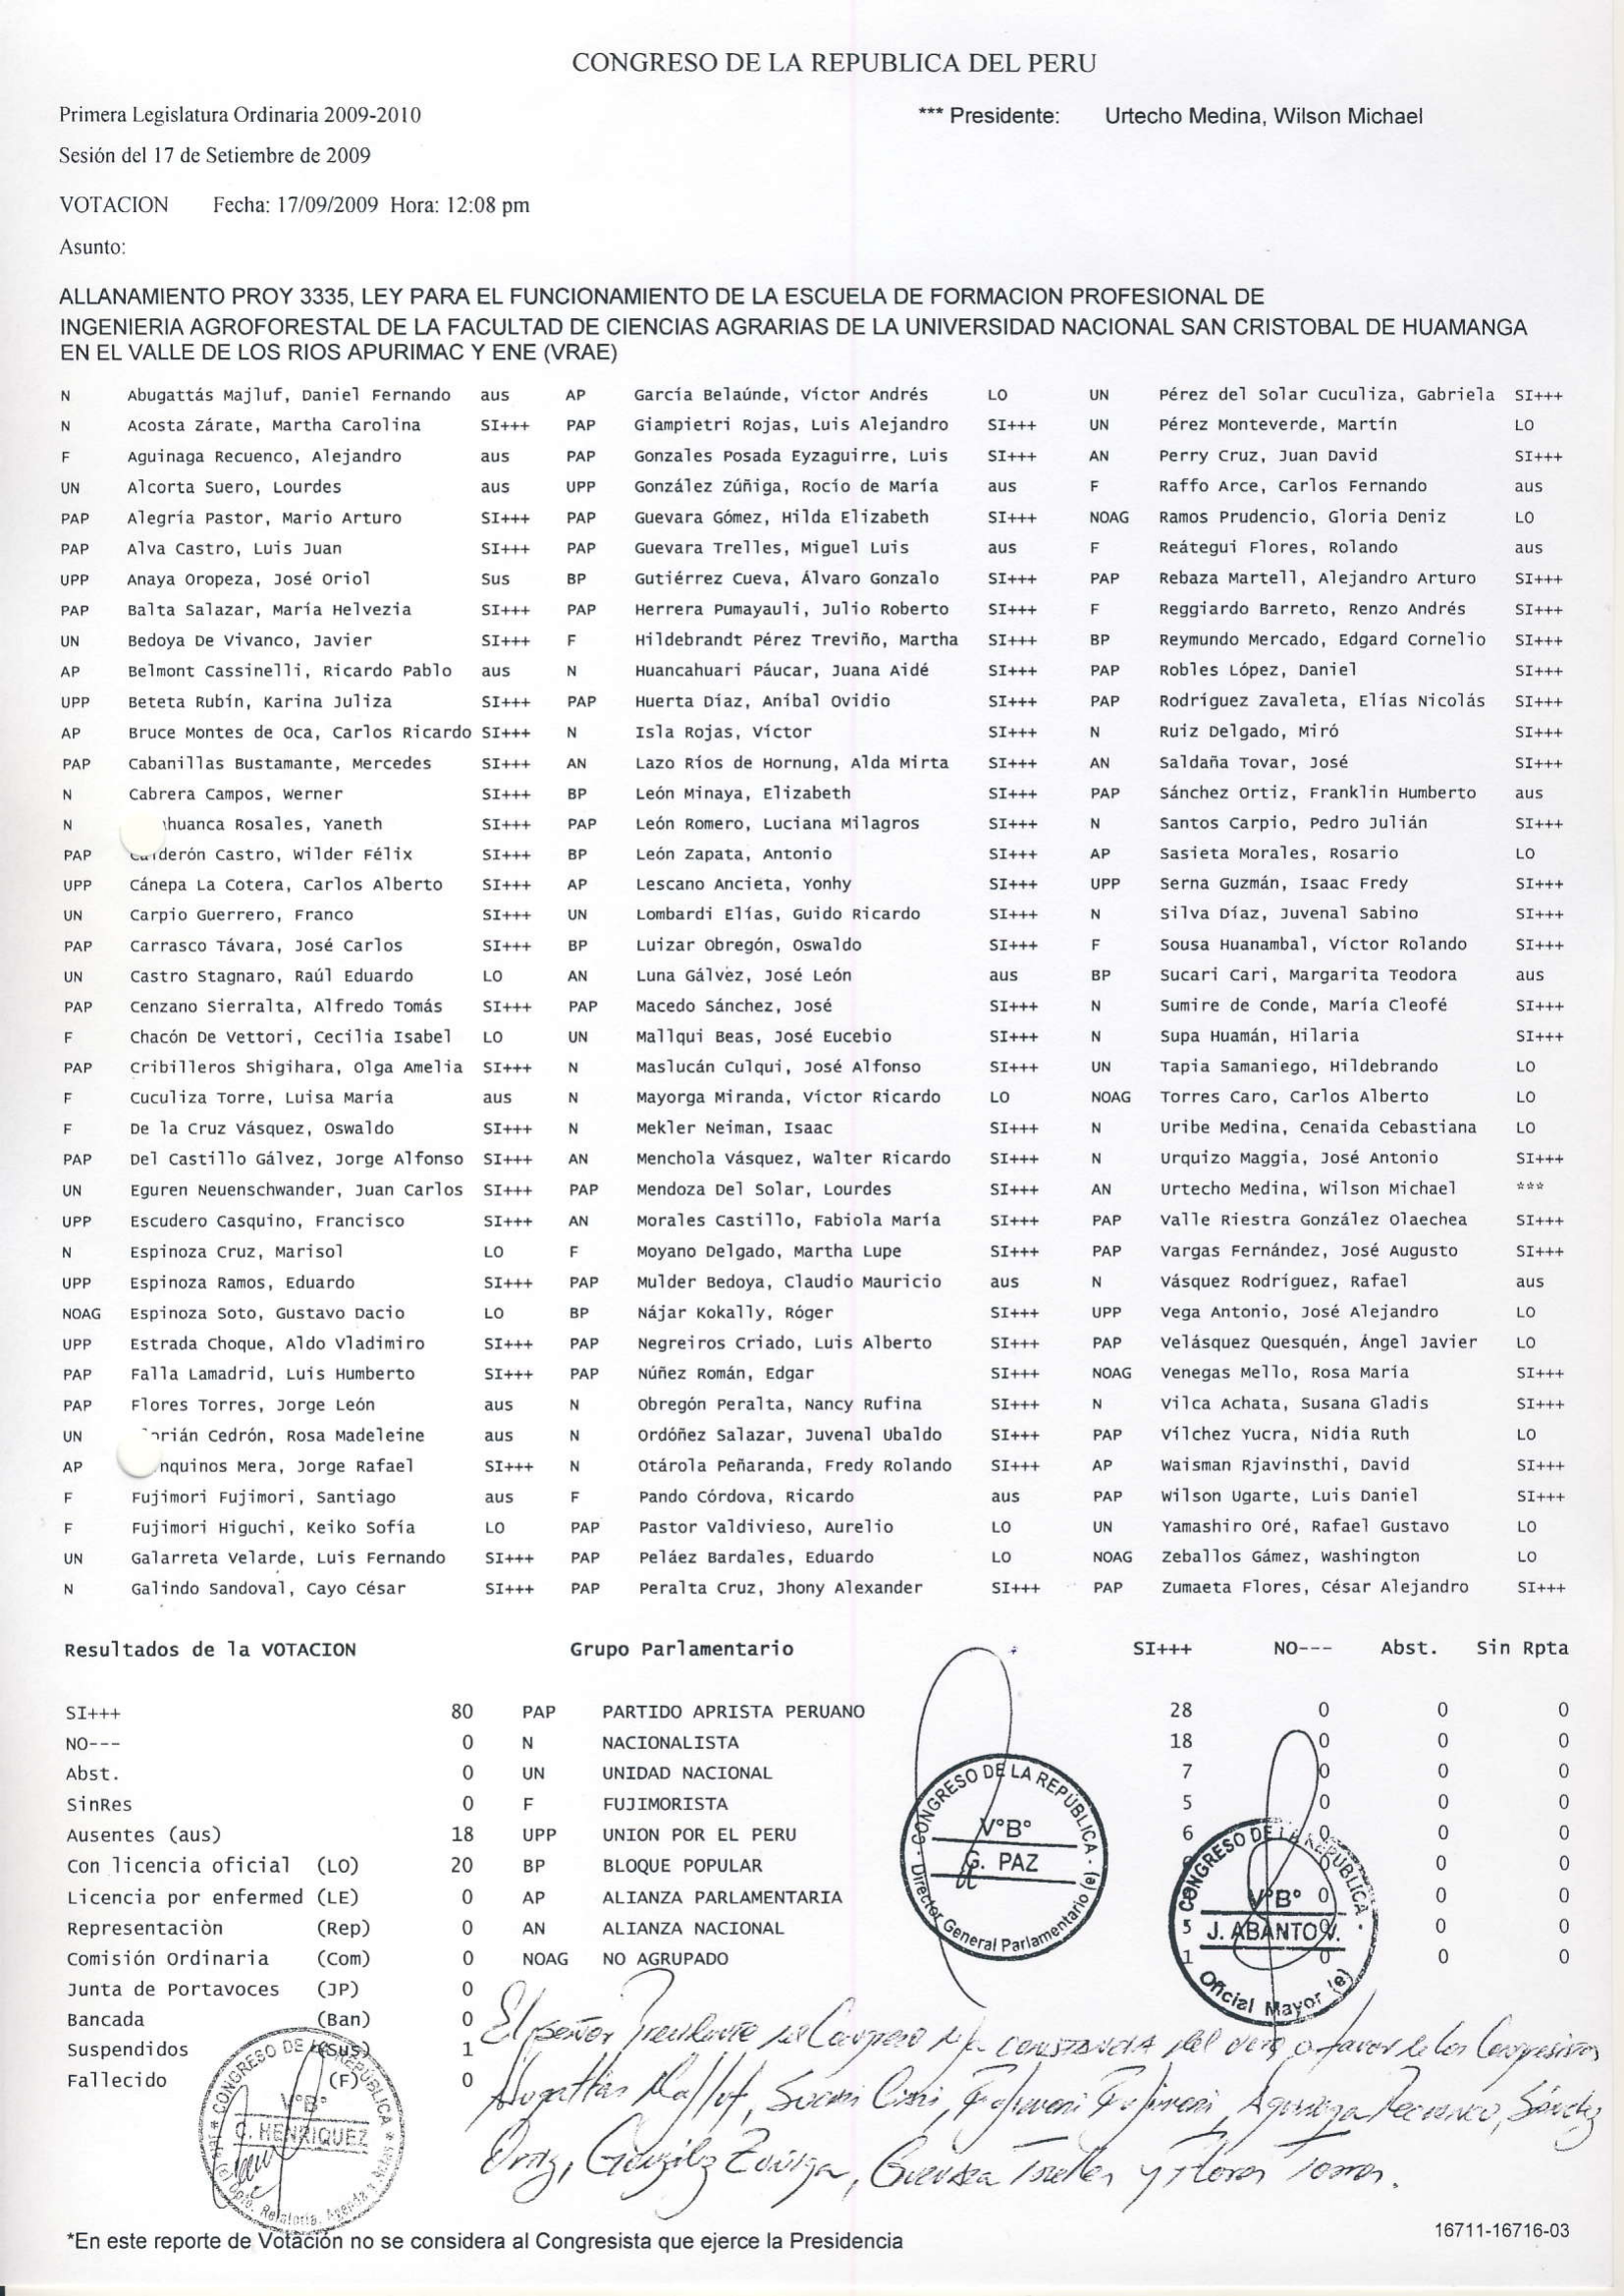 CONGRESO DE LA REPUBLICA DEL PERU
Primera Legislatura Ordinaria 2009-2010 *** Presidente: Urtecho Medina, Wilson Michael
Sesión del 17 de Setiembre de 2009
VOTACION Fecha: 17/09/2009 Hora: 12:08 pm
Asunto:
ALLANAMIENTO PROY 3335, LEY PARA EL FUNCIONAMIENTO DE LA ESCUELA DE FORMACION PROFESIONAL DE
INGENIERIA AGROFORESTAL DE LA FACULTAD DE CIENCIAS AGRARIAS DE LA UNIVERSIDAD NACIONAL SAN CRISTOBAL DE HUAMANGA
EN EL VALLE DE LOS RIOS APURIMAC Y ENE (VRAE)
N Abugattás Majluf, Daniel Fernando aus AP García Belaúnde, Víctor Andrés LO UN Pérez del Solar Cuculiza, Gabriela SI+++
N Acosta Zárate, Martha Carolina SI+++ PAP Giampietri Rojas, Luis Alejandro SI+++ UN Pérez Monteverde, Martín LO
F Aguinaga Recuenco, Alejandro aus PAP Gonzales Posada Eyzaguirre, Luis SI+++ AN Perry Cruz, Juan David SI+++
UN Alcorta Suero, Lourdes aus UPP González Zúñiga, Rocío de María aus F Raffo Arce, Carlos Fernando aus
PAP Alegría Pastor, Mario Arturo SI+++ PAP Guevara Gómez, Hilda Elizabeth SI+++ NOAG Ramos Prudencio, Gloria Deniz LO
PAP Alva Castro, Luis Juan SI+++ PAP Guevara Trelles, Miguel Luis aus F Reátegui Flores, Rolando aus
UPP Anaya Oropeza, José Oriol Sus BP Gutiérrez Cueva, Álvaro Gonzalo SI+++ PAP Rebaza Martell, Alejandro Arturo SI+++
PAP Balta Salazar, María Helvezia SI+++ PAP Herrera Pumayauli, Julio Roberto SI+++ F Reggiardo Barreto, Renzo Andrés SI+++
UN Bedoya De Vivanco, Javier SI+++ F Hildebrandt Pérez Treviño, Martha SI+++ BP Reymundo Mercado, Edgard Cornelio SI+++
AP Belmont Cassinelli, Ricardo Pablo aus N Huancahuari Páucar, Juana Aidé SI+++ PAP Robles López, Daniel SI+++
UPP Beteta Rubín, Karina Juliza SI+++ PAP Huerta Díaz, Aníbal Ovidio SI+++ PAP Rodríguez Zavaleta, Elías Nicolás SI+++
AP Bruce Montes de Oca, Carlos Ricardo SI+++ N Isla Rojas, Víctor SI+++ N Ruiz Delgado, Miró SI+++
PAP Cabanillas Bustamante, Mercedes SI+++ AN Lazo Ríos de Hornung, Alda Mirta SI+++ AN Saldaña Tovar, José SI+++
N Cabrera Campos, Werner SI+++ BP León Minaya, Elizabeth SI+++ PAP Sánchez Ortiz, Franklin Humberto aus
N huanca Rosales, Yaneth SI+++ PAP León Romero, Luciana Milagros SI+++ N Santos Carpio, Pedro Julián SI+++
PAP Calderón Castro, Wilder Félix SI+++ BP León Zapata, Antonio SI+++ AP Sasieta Morales, Rosario LO
UPP Cánepa La Cotera, Carlos Alberto SI+++ AP Lescano Ancieta, Yonhy SI+++ UPP Serna Guzmán, Isaac Fredy SI+++
UN Carpio Guerrero, Franco SI+++ UN Lombardi Elías, Guido Ricardo SI+++ N Silva Díaz, Juvenal Sabino SI+++
PAP Carrasco Távara, José Carlos SI+++ BP Luizar Obregón, Oswaldo SI+++ F Sousa Huanambal, Víctor Rolando SI+++
UN Castro Stagnaro, Raúl Eduardo LO AN Luna Gálvez, José León aus BP Sucari Cari, Margarita Teodora aus
PAP Cenzano Sierralta, Alfredo Tomás SI+++ PAP Macedo Sánchez, José SI+++ N Sumire de Conde, María Cleofé SI+++
F Chacón De Vettori, Cecilia Isabel LO UN Mallqui Beas, José Eucebio SI+++ N Supa Huamán, Hilaria SI+++
PAP Cribilleros Shigihara, Olga Amelia SI+++ N Maslucán Culqui, José Alfonso SI+++ UN Tapia Samaniego, Hildebrando LO
F Cuculiza Torre, Luisa María aus N Mayorga Miranda, Víctor Ricardo LO NOAG Torres Caro, Carlos Alberto LO
F De la Cruz Vásquez, Oswaldo SI+++ N Mekler Neiman, Isaac SI+++ N Uribe Medina, Cenaida Cebastiana LO
PAP Del Castillo Gálvez, Jorge Alfonso SI+++ AN Menchola Vásquez, Walter Ricardo SI+++ N Urquizo Maggia, José Antonio SI+++
UN Eguren Neuenschwander, Juan Carlos SI+++ PAP Mendoza Del Solar, Lourdes SI+++ AN Urtecho Medina, Wilson Michael ***
UPP Escudero Casquino, Francisco SI+++ AN Morales Castillo, Fabiola María SI+++ PAP Valle Riestra González Olaechea SI+++
N Espinoza Cruz, Marisol LO F Moyano Delgado, Martha Lupe SI+++ PAP Vargas Fernández, José Augusto SI+++
UPP Espinoza Ramos, Eduardo SI+++ PAP Mulder Bedoya, Claudio Mauricio aus N Vásquez Rodríguez, Rafael aus
NOAG Espinoza Soto, Gustavo Dacio LO BP Nájar Kokally, Róger SI+++ UPP Vega Antonio, José Alejandro LO
UPP Estrada Choque, Aldo Vladimiro SI+++ PAP Negreiros Criado, Luis Alberto SI+++ PAP Velásquez Quesquén, Ángel Javier LO
PAP Falla Lamadrid, Luis Humberto SI+++ PAP Núñez Román, Edgar SI+++ NOAG Venegas Mello, Rosa María SI+++
PAP Flores Torres, Jorge León aus N Obregón Peralta, Nancy Rufina SI+++ N Vilca Achata, Susana Gladis SI+++
UN rián Cedrón, Rosa Madeleine aus N Ordóñez Salazar, Juvenal Ubaldo SI+++ PAP Vílchez Yucra, Nidia Ruth LO
AP nquinos Mera, Jorge Rafael SI+++ N Otárola Peñaranda, Fredy Rolando SI+++ AP Waisman Rjavinsthi, David SI+++
F Fujimori Fujimori, Santiago aus F Pando Córdova, Ricardo aus PAP Wilson Ugarte, Luis Daniel SI+++
F Fujimori Higuchi, Keiko Sofía LO PAP Pastor Valdivieso, Aurelio LO UN Yamashiro Oré, Rafael Gustavo LO
UN Galarreta Velarde, Luis Fernando SI+++ PAP Peláez Bardales, Eduardo LO NOAG Zeballos Gámez, Washington LO
N Galindo Sandoval, Cayo César SI+++ PAP Peralta Cruz, Jhony Alexander SI+++ PAP Zumaeta Flores, César Alejandro SI+++
Resultados de la VOTACION Grupo Parlamentario SI+++ NO--- Abst. Sin Rpta
SI+++ 80 PAP PARTIDO APRISTA PERUANO 28 0 0 0
NO--- 0 N NACIONALISTA 18 0 0 0
Abst. 0 UN UNIDAD NACIONAL 7 0 0 0
SinRes 0 F FUJIMORISTA 5 0 0 0
Ausentes (aus) 18 UPP UNION POR EL PERU 6 0 0 0
Con licencia oficial (LO) 20 BP BLOQUE POPULAR 0 0 0
Licencia por enfermed (LE) 0 AP ALIANZA PARLAMENTARIA 0 0 0
Representaciòn (Rep) 0 AN ALIANZA NACIONAL 5 0 0 0
Comisión Ordinaria (Com) 0 NOAG NO AGRUPADO 1 0 0 0
Junta de Portavoces (JP) 0
Bancada (Ban) 0
Suspendidos (Sus) 1
Fallecido (F) 0
CONGRESO DE LA REPÚBLICA
V°B°
G. PAZ
Director General Parlamentario (e)
CONGRESO DE LA REPÚBLICA
V°B°
J. ABANTO V.
Oficial Mayor (e)
CONGRESO DE LA REPÚBLICA
V°B°
C. HENRIQUEZ
Dpto. Relatoria, Agenda
El señor Presidente del Congreso deja constancia del voto a favor de los Congresistas
Abugattás Majluf, Sucari Cari, Fujimori Fujimori, Aguinaga Recuenco, Sánchez
Ortiz, González Zúñiga, Guevara Trelles y Flores Torres.
*En este reporte de Votación no se considera al Congresista que ejerce la Presidencia
16711-16716-03